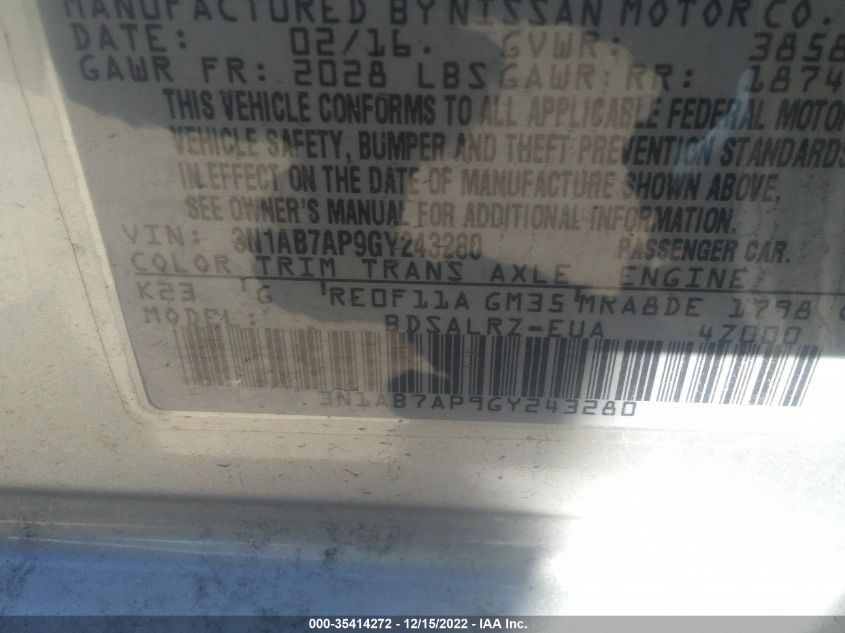 MANUFACTURED BY NISSAN MOTOR CO.
DATE: 02/16. GVWR: 3858
GAWR FR: 2028 LBS GAWR RR: 1874
THIS VEHICLE CONFORMS TO ALL APPLICABLE FEDERAL MOTOR
VEHICLE SAFETY, BUMPER AND THEFT PREVENTION STANDARDS
IN EFFECT ON THE DATE OF MANUFACTURE SHOWN ABOVE.
SEE OWNER'S MANUAL FOR ADDITIONAL INFORMATION.
VIN: 3N1AB7AP9GY243280 PASSENGER CAR.
COLOR TRIM TRANS AXLE ENGINE
K23 G RE0F11A GM35 MRA8DE 1798
MODEL: BDSALRZ-EUA 47000
3N1AB7AP9GY243280
000-35414272 - 12/15/2022 - IAA Inc.